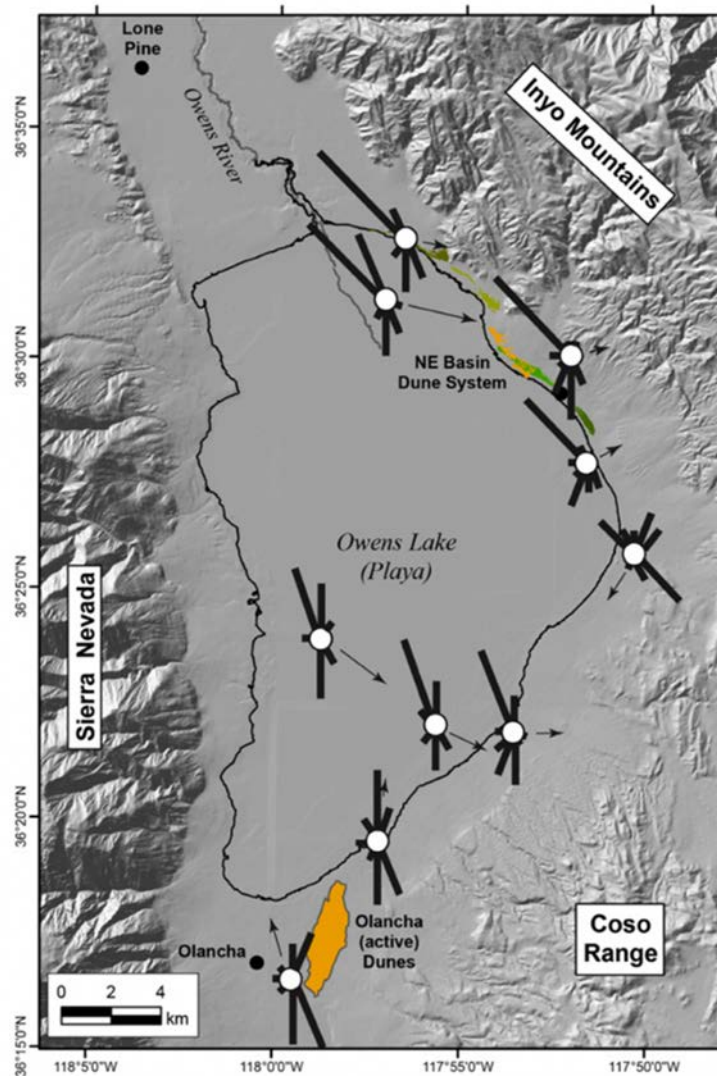 Lone
Pine
Owens River
Inyo Mountains
36°35'0"N
36°30'0"N
NE Basin
Dune System
Owens Lake
(Playa)
36°25'0"N
Sierra Nevada
36°20'0"N
Olancha
(active)
Dunes
Olancha
Coso
Range
0 2 4
km
36°15'0"N
118°5'0"W
118°0'0"W
117°55'0"W
117°50'0"W